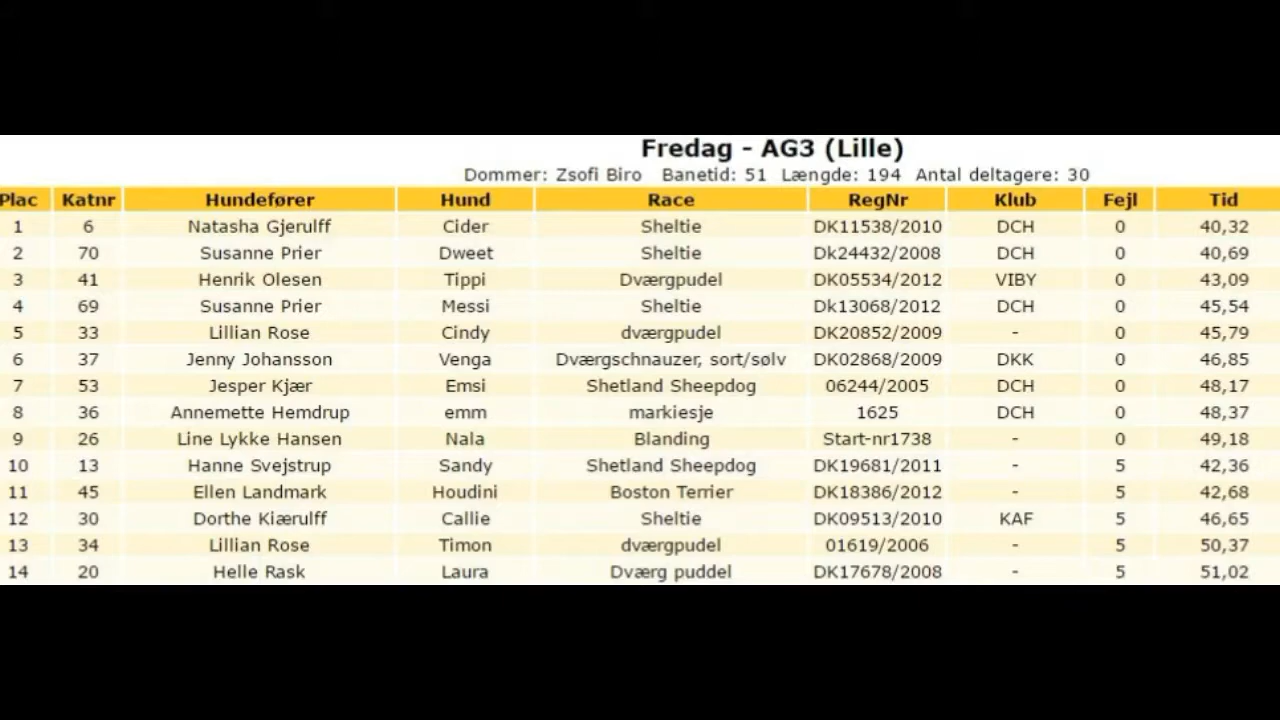 Fredag - AG3 (Lille)
Dommer: Zsofi Biro Banetid: 51 Længde: 194 Antal deltagere: 30
Plac Katnr Hundefører Hund Race RegNr Klub Fejl Tid
1 6 Natasha Gjerulff Cider Sheltie DK11538/2010 DCH 0 40,32
2 70 Susanne Prier Dweet Sheltie Dk24432/2008 DCH 0 40,69
3 41 Henrik Olesen Tippi Dværgpudel DK05534/2012 VIBY 0 43,09
4 69 Susanne Prier Messi Sheltie Dk13068/2012 DCH 0 45,54
5 33 Lillian Rose Cindy dværgpudel DK20852/2009 - 0 45,79
6 37 Jenny Johansson Venga Dværgschnauzer, sort/sølv DK02868/2009 DKK 0 46,85
7 53 Jesper Kjær Emsi Shetland Sheepdog 06244/2005 DCH 0 48,17
8 36 Annemette Hemdrup emm markiesje 1625 DCH 0 48,37
9 26 Line Lykke Hansen Nala Blanding Start-nr1738 - 0 49,18
10 13 Hanne Svejstrup Sandy Shetland Sheepdog DK19681/2011 - 5 42,36
11 45 Ellen Landmark Houdini Boston Terrier DK18386/2012 - 5 42,68
12 30 Dorthe Kiærulff Callie Sheltie DK09513/2010 KAF 5 46,65
13 34 Lillian Rose Timon dværgpudel 01619/2006 - 5 50,37
14 20 Helle Rask Laura Dværg puddel DK17678/2008 - 5 51,02